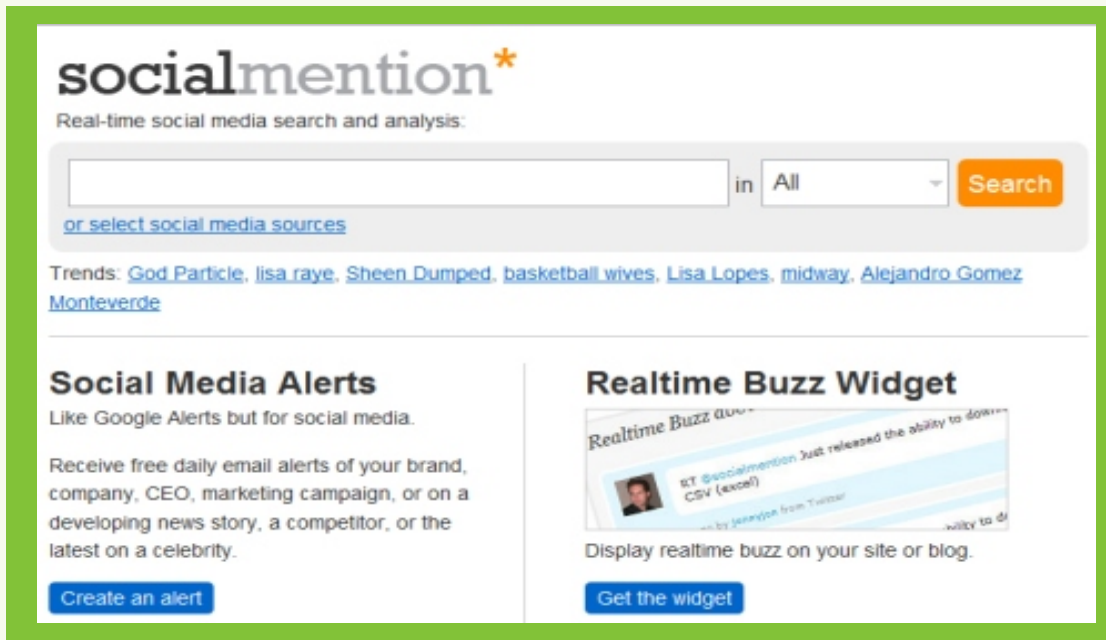 socialmention*
Real-time social media search and analysis:
in All Search
or select social media sources
Trends: God Particle, lisa raye, Sheen Dumped, basketball wives, Lisa Lopes, midway, Alejandro Gomez
Monteverde
Social Media Alerts
Like Google Alerts but for social media.
Receive free daily email alerts of your brand,
company, CEO, marketing campaign, or on a
developing news story, a competitor, or the
latest on a celebrity.
Create an alert
Realtime Buzz Widget
Realtime Buzz
RT @socialmention Just released the ability to
CSV (excel)
by jennyjon from Twitter
Display realtime buzz on your site or blog.
Get the widget